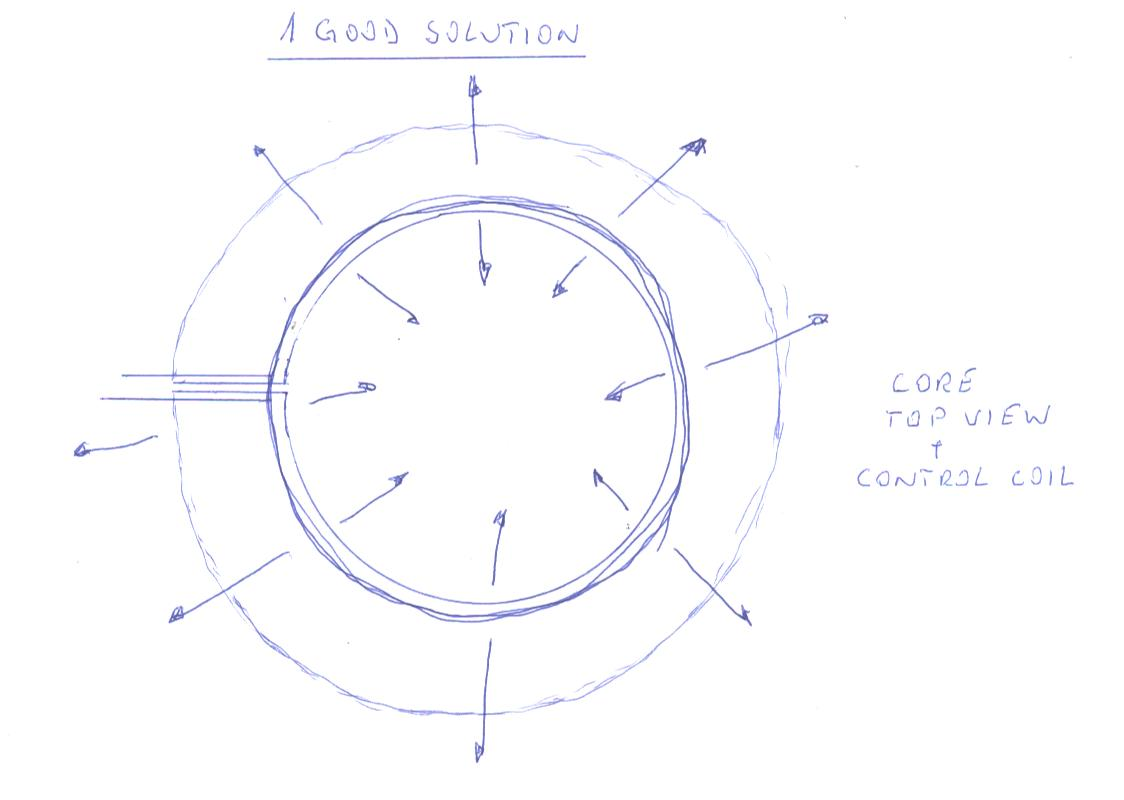 1 GOOD SOLUTION
CORE
TOP VIEW
+
CONTROL COIL